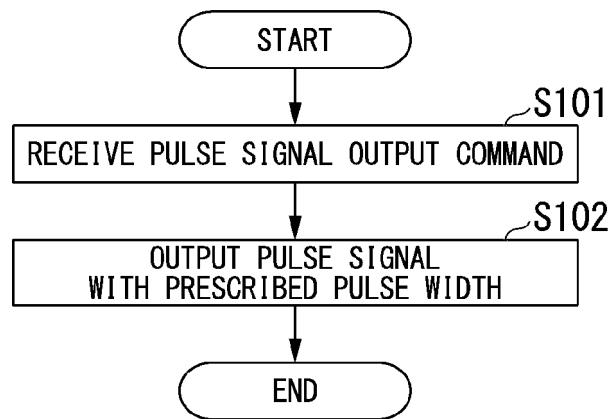 START
S101
RECEIVE PULSE SIGNAL OUTPUT COMMAND
S102
OUTPUT PULSE SIGNAL
WITH PRESCRIBED PULSE WIDTH
END